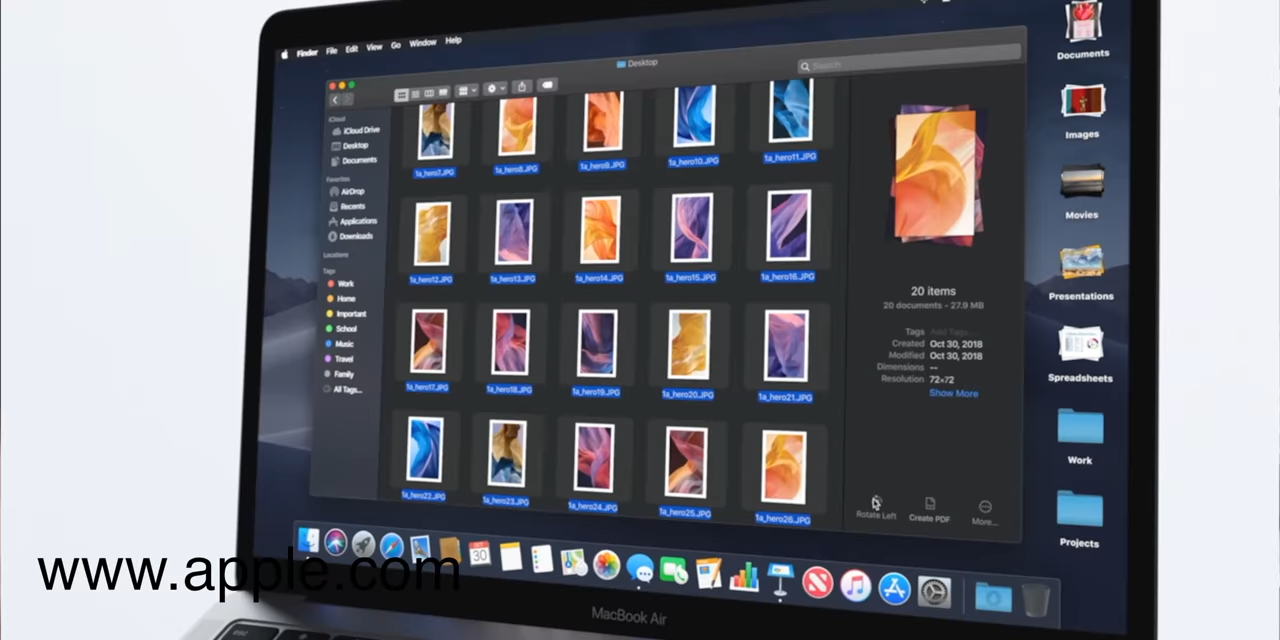 Finder File Edit View Go Window Help
Desktop
Search
iCloud
iCloud Drive
Desktop
Documents
Favorites
AirDrop
Recents
Applications
Downloads
Locations
Tags
Work
Home
Important
School
Music
Travel
Family
All Tags...
1a_hero7.JPG 1a_hero8.JPG 1a_hero9.JPG 1a_hero10.JPG 1a_hero11.JPG
1a_hero12.JPG 1a_hero13.JPG 1a_hero14.JPG 1a_hero15.JPG 1a_hero16.JPG
1a_hero17.JPG 1a_hero18.JPG 1a_hero19.JPG 1a_hero20.JPG 1a_hero21.JPG
1a_hero22.JPG 1a_hero23.JPG 1a_hero24.JPG 1a_hero25.JPG 1a_hero26.JPG
20 items
20 documents - 27.9 MB
Tags Add Tags...
Created Oct 30, 2018
Modified Oct 30, 2018
Dimensions --
Resolution 72×72
Show More
Rotate Left Create PDF More...
Documents
Images
Movies
Presentations
Spreadsheets
Work
Projects
OCT
30
www.apple.com
MacBook Air
esc